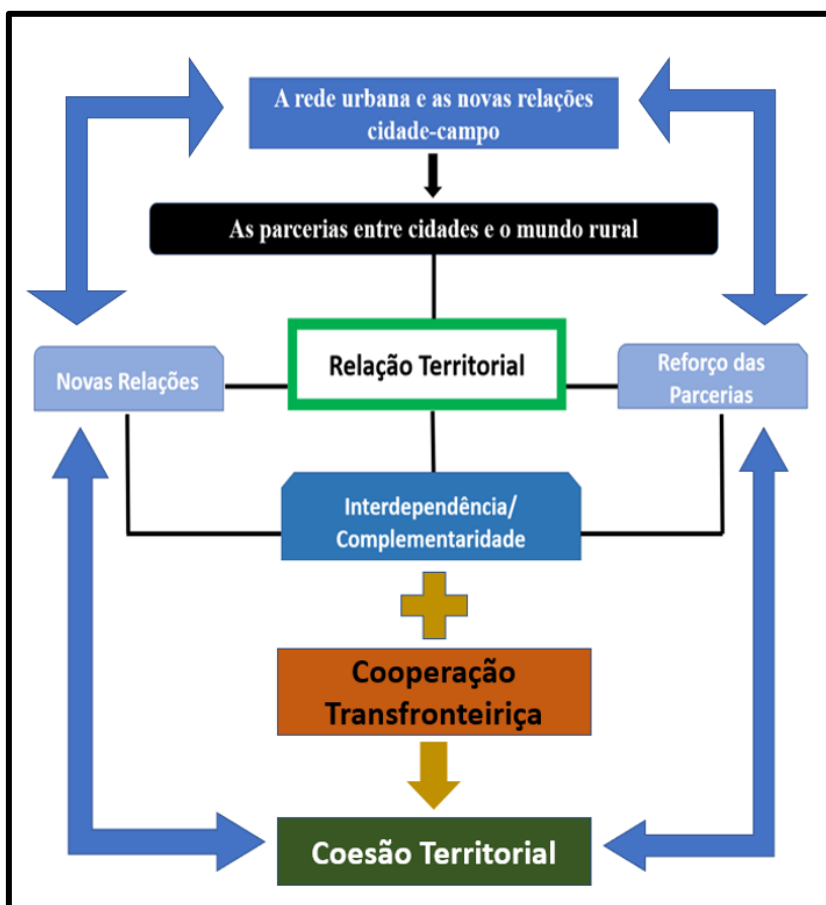 A rede urbana e as novas relações
cidade-campo
As parcerias entre cidades e o mundo rural
Relação Territorial
Novas Relações
Reforço das
Parcerias
Interdependência/
Complementaridade
Cooperação
Transfronteiriça
Coesão Territorial